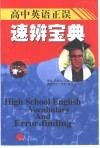 高中英语正误
速辨宝典
High School English
Vocabulary
And
Error-finding